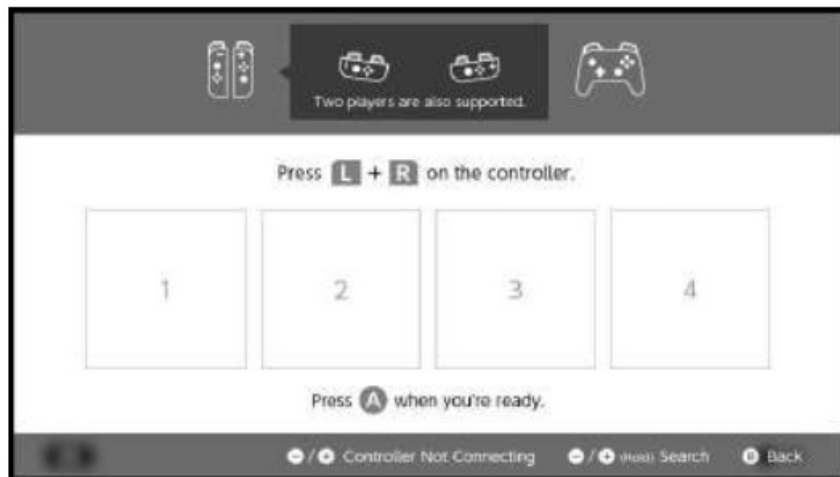 Two players are also supported.
Press L + R on the controller.
1 2 3 4
Press A when you're ready.
-/+ Controller Not Connecting -/+ (Hold) Search B Back